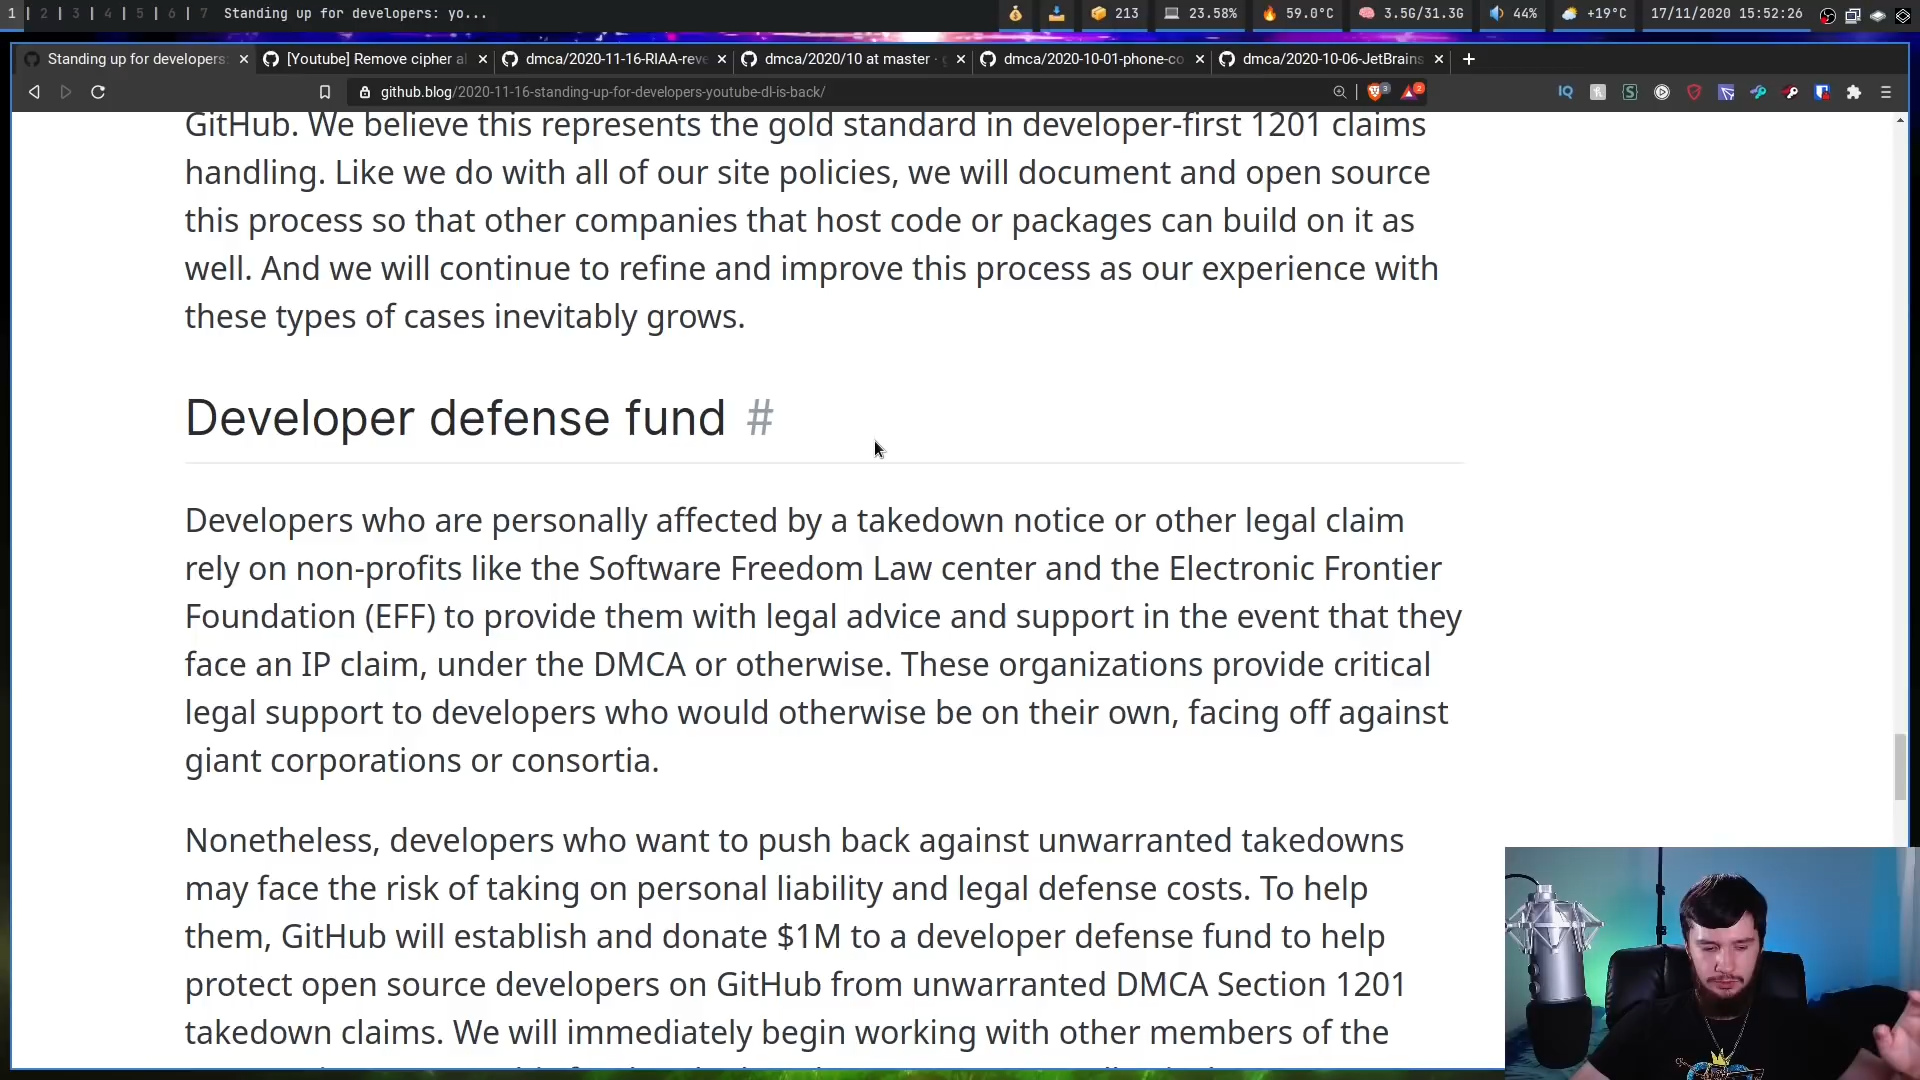 1 | 2 | 3 | 4 | 5 | 6 | 7 Standing up for developers: yo... 213 23.58% 59.0°C 3.5G/31.3G 44% +19°C 17/11/2020 15:52:26
Standing up for developers: [Youtube] Remove cipher a dmca/2020-11-16-RIAA-reve dmca/2020/10 at master · dmca/2020-10-01-phone-co dmca/2020-10-06-JetBrains
github.blog/2020-11-16-standing-up-for-developers-youtube-dl-is-back/
GitHub. We believe this represents the gold standard in developer-first 1201 claims
handling. Like we do with all of our site policies, we will document and open source
this process so that other companies that host code or packages can build on it as
well. And we will continue to refine and improve this process as our experience with
these types of cases inevitably grows.
Developer defense fund #
Developers who are personally affected by a takedown notice or other legal claim
rely on non-profits like the Software Freedom Law center and the Electronic Frontier
Foundation (EFF) to provide them with legal advice and support in the event that they
face an IP claim, under the DMCA or otherwise. These organizations provide critical
legal support to developers who would otherwise be on their own, facing off against
giant corporations or consortia.
Nonetheless, developers who want to push back against unwarranted takedowns
may face the risk of taking on personal liability and legal defense costs. To help
them, GitHub will establish and donate $1M to a developer defense fund to help
protect open source developers on GitHub from unwarranted DMCA Section 1201
takedown claims. We will immediately begin working with other members of the